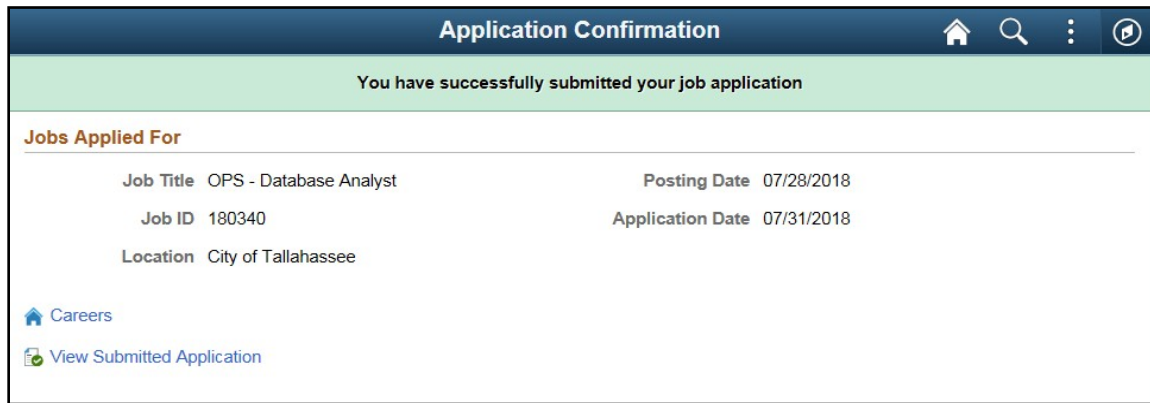 Application Confirmation
You have successfully submitted your job application
Jobs Applied For
Job Title OPS - Database Analyst
Posting Date 07/28/2018
Job ID 180340
Application Date 07/31/2018
Location City of Tallahassee
Careers
View Submitted Application